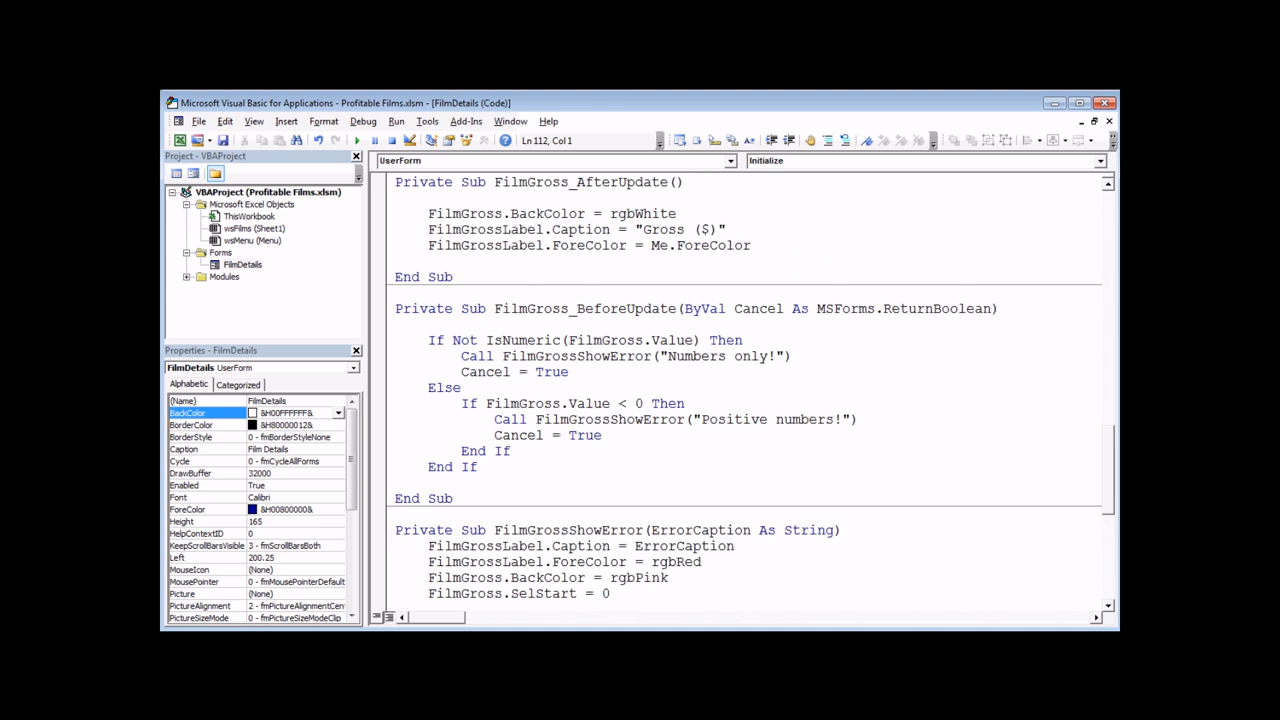 Microsoft Visual Basic for Applications - Profitable Films.xlsm - [FilmDetails (Code)]
File Edit View Insert Format Debug Run Tools Add-Ins Window Help
Ln 112, Col 1
Project - VBAProject
VBAProject (Profitable Films.xlsm)
Microsoft Excel Objects
ThisWorkbook
wsFilms (Sheet1)
wsMenu (Menu)
Forms
FilmDetails
Modules
Properties - FilmDetails
FilmDetails UserForm
Alphabetic Categorized
(Name) FilmDetails
BackColor &H00FFFFFF&
BorderColor &H80000012&
BorderStyle 0 - fmBorderStyleNone
Caption Film Details
Cycle 0 - fmCycleAllForms
DrawBuffer 32000
Enabled True
Font Calibri
ForeColor &H00800000&
Height 165
HelpContextID 0
KeepScrollBarsVisible 3 - fmScrollBarsBoth
Left 200.25
MouseIcon (None)
MousePointer 0 - fmMousePointerDefault
Picture (None)
PictureAlignment 2 - fmPictureAlignmentCen
PictureSizeMode 0 - fmPictureSizeModeClip
UserForm Initialize
Private Sub FilmGross_AfterUpdate()
FilmGross.BackColor = rgbWhite
FilmGrossLabel.Caption = "Gross ($)"
FilmGrossLabel.ForeColor = Me.ForeColor
End Sub
Private Sub FilmGross_BeforeUpdate(ByVal Cancel As MSForms.ReturnBoolean)
If Not IsNumeric(FilmGross.Value) Then
Call FilmGrossShowError("Numbers only!")
Cancel = True
Else
If FilmGross.Value < 0 Then
Call FilmGrossShowError("Positive numbers!")
Cancel = True
End If
End If
End Sub
Private Sub FilmGrossShowError(ErrorCaption As String)
FilmGrossLabel.Caption = ErrorCaption
FilmGrossLabel.ForeColor = rgbRed
FilmGross.BackColor = rgbPink
FilmGross.SelStart = 0